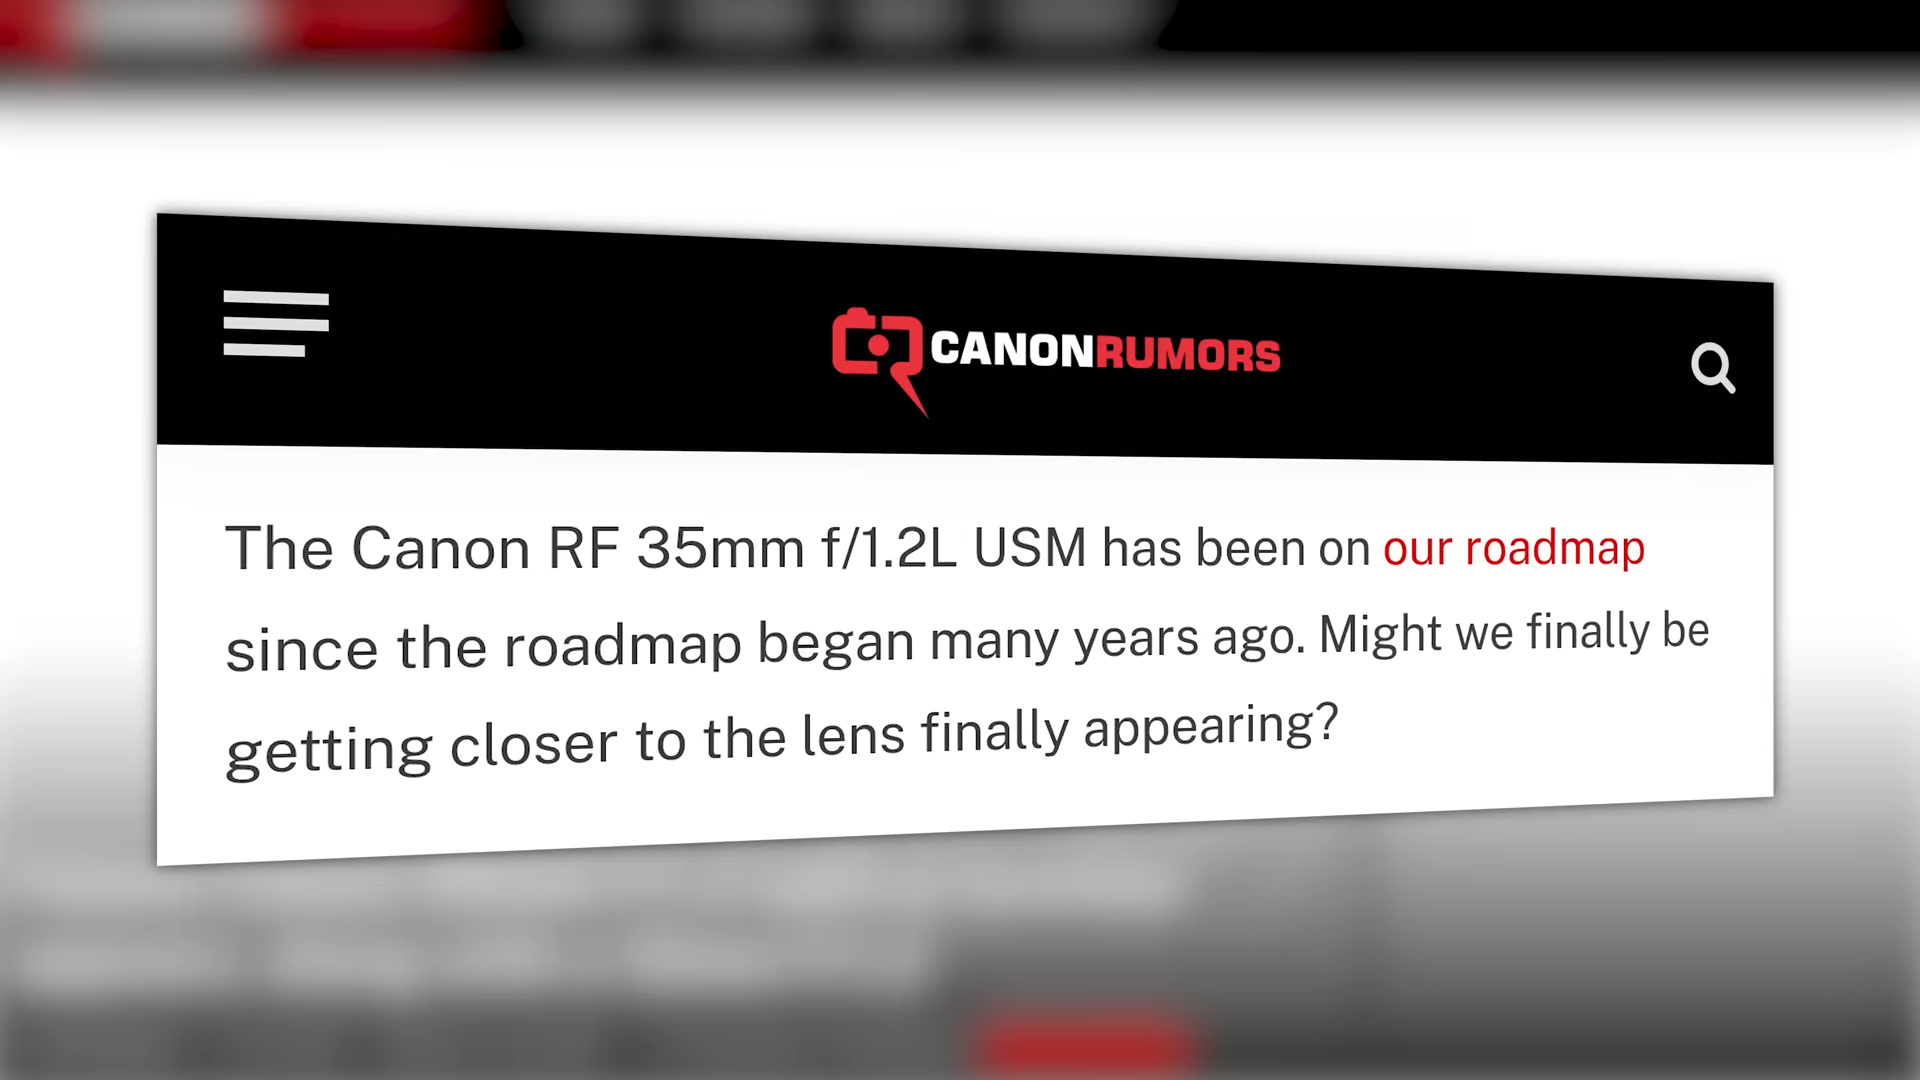 CANONRUMORS
The Canon RF 35mm f/1.2L USM has been on our roadmap
since the roadmap began many years ago. Might we finally be
getting closer to the lens finally appearing?